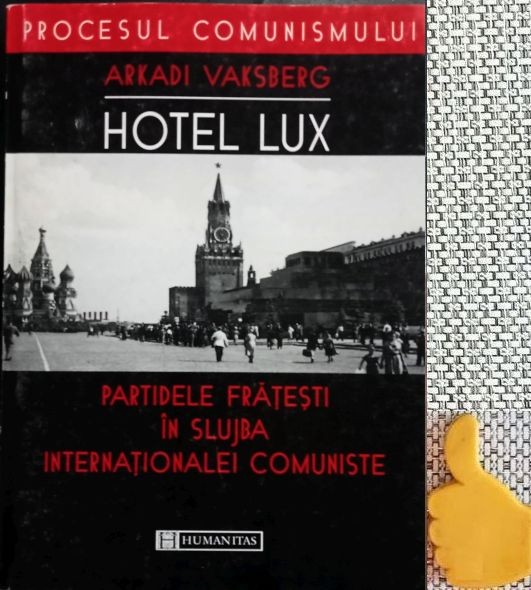 PROCESUL COMUNISMULUI
ARKADI VAKSBERG
HOTEL LUX
PARTIDELE FRĂȚEȘTI
ÎN SLUJBA
INTERNAȚIONALEI COMUNISTE
HUMANITAS